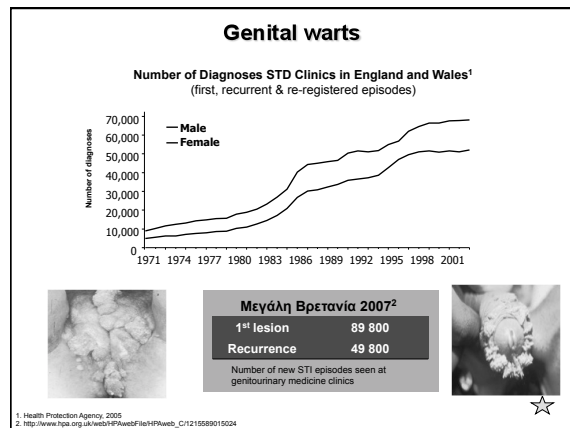 Genital warts
Number of Diagnoses STD Clinics in England and Wales1
(first, recurrent & re-registered episodes)
Number of diagnoses
70,000
60,000
50,000
40,000
30,000
20,000
10,000
0
Male
Female
1971 1974 1977 1980 1983 1986 1989 1992 1995 1998 2001
Μεγάλη Βρετανία 20072
1st lesion 89 800
Recurrence 49 800
Number of new STI episodes seen at
genitourinary medicine clinics
1. Health Protection Agency, 2005
2. http://www.hpa.org.uk/web/HPAwebFile/HPAweb_C/1215589015024